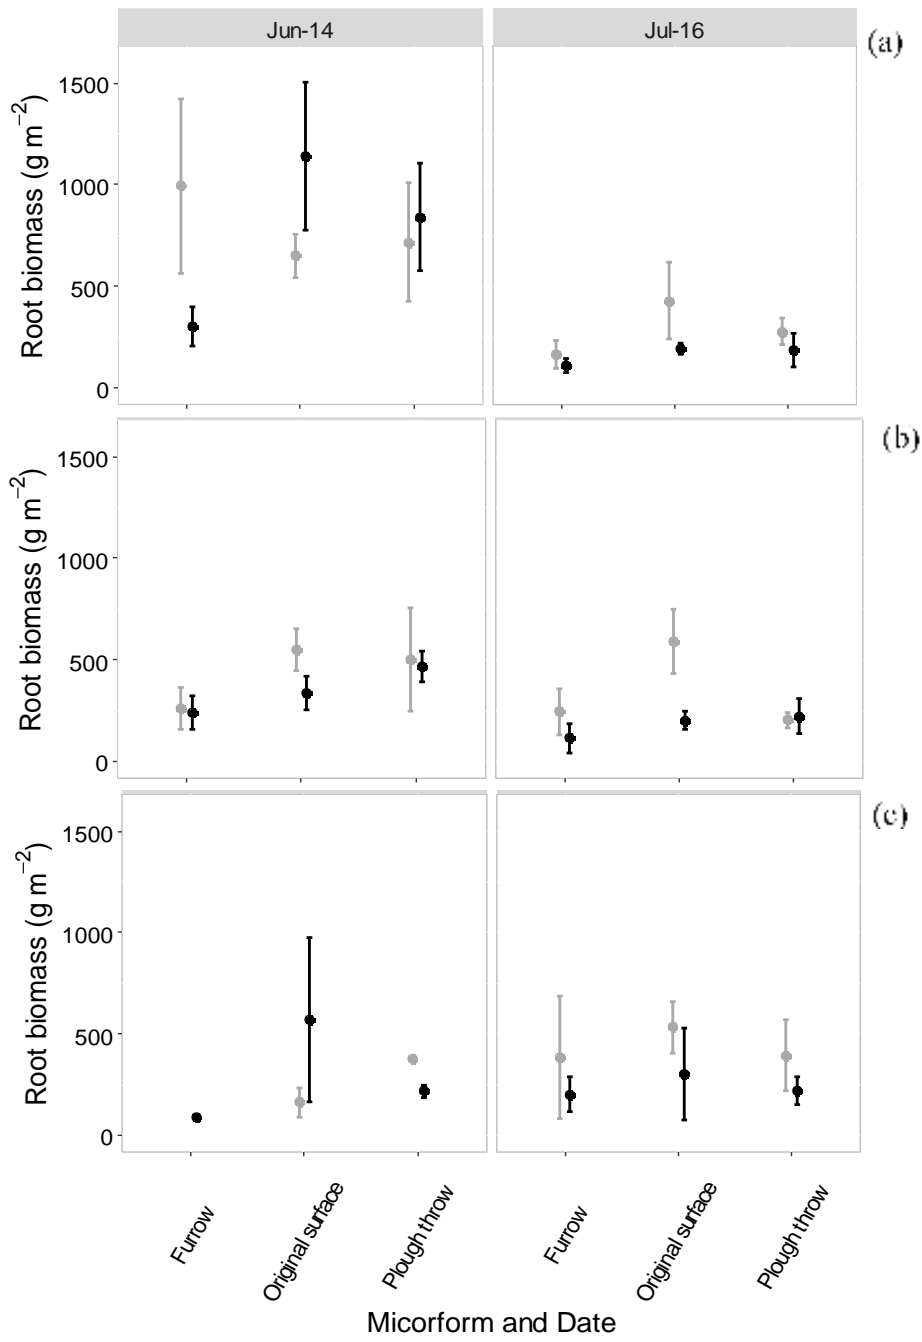 Jun-14
Jul-16
(a)
Root biomass (g m−2)
1500
1000
500
0
(b)
Root biomass (g m−2)
1500
1000
500
0
(c)
Root biomass (g m−2)
1500
1000
500
0
Furrow
Original surface
Plough throw
Furrow
Original surface
Plough throw
Micorform and Date